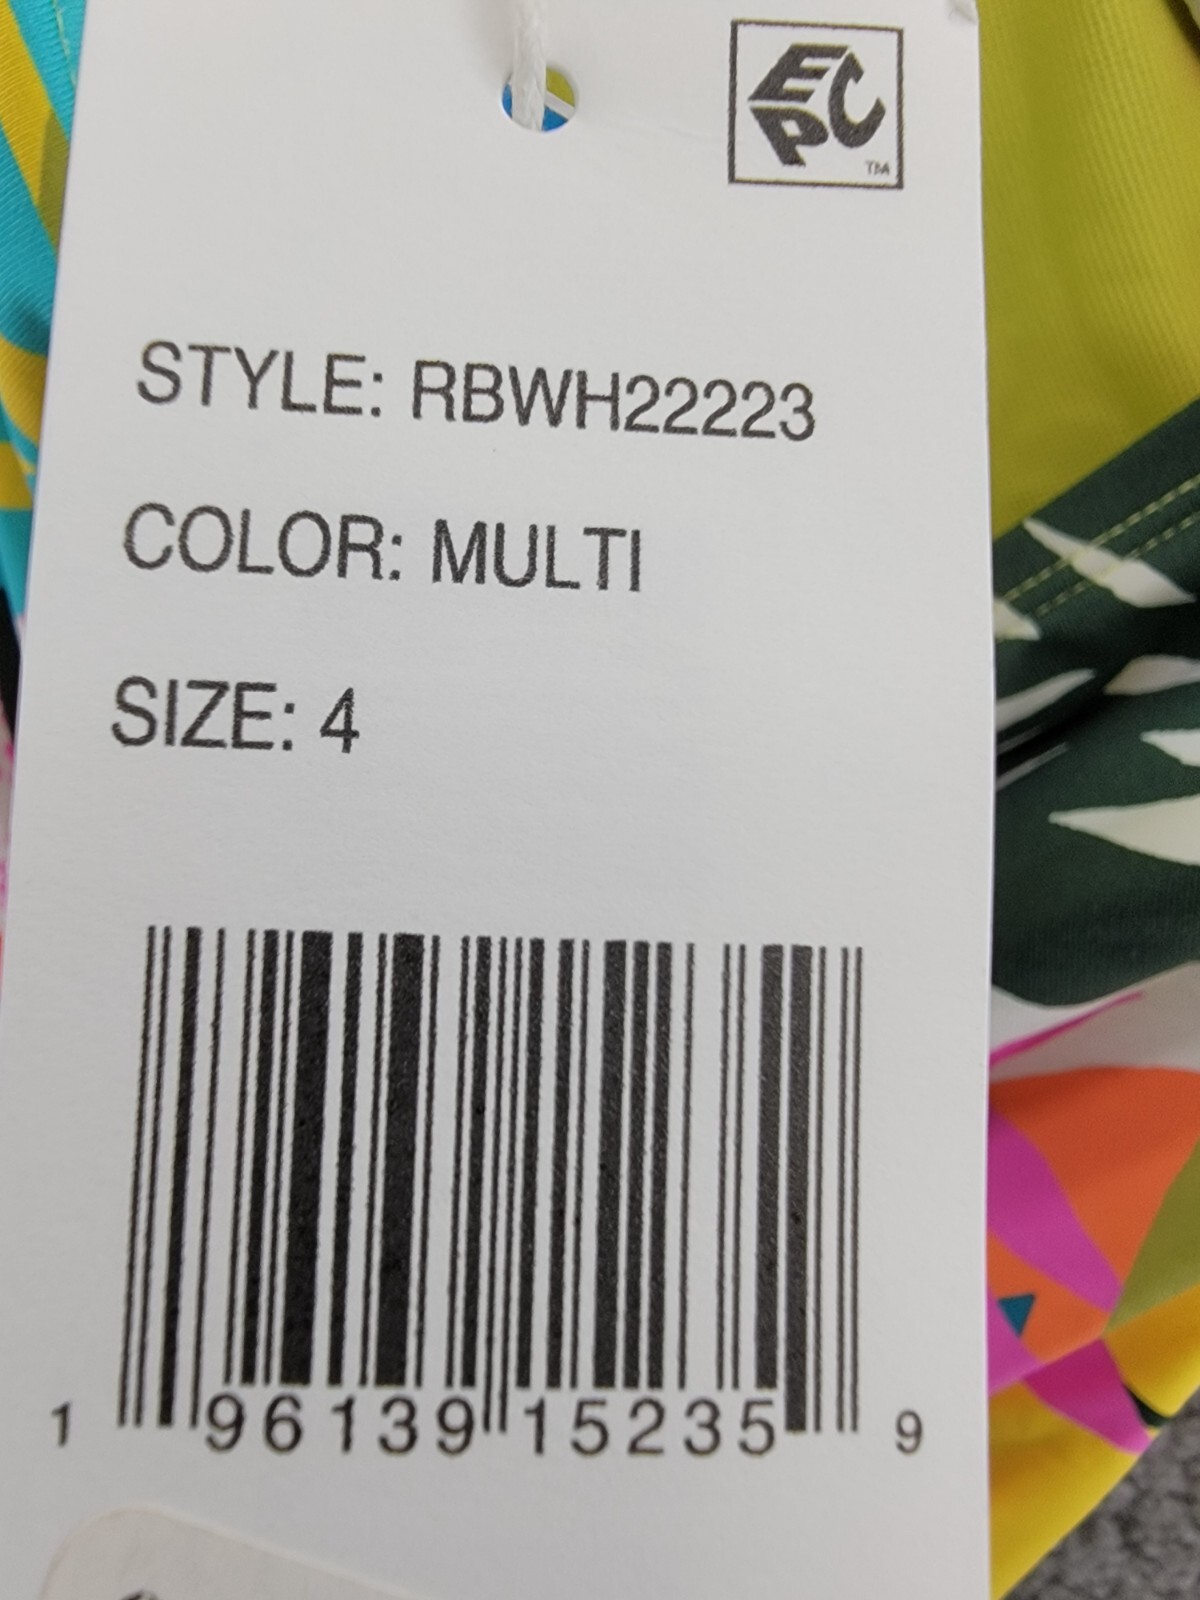 EPC
TM
STYLE: RBWH22223
COLOR: MULTI
SIZE: 4
1 96139 15235 9